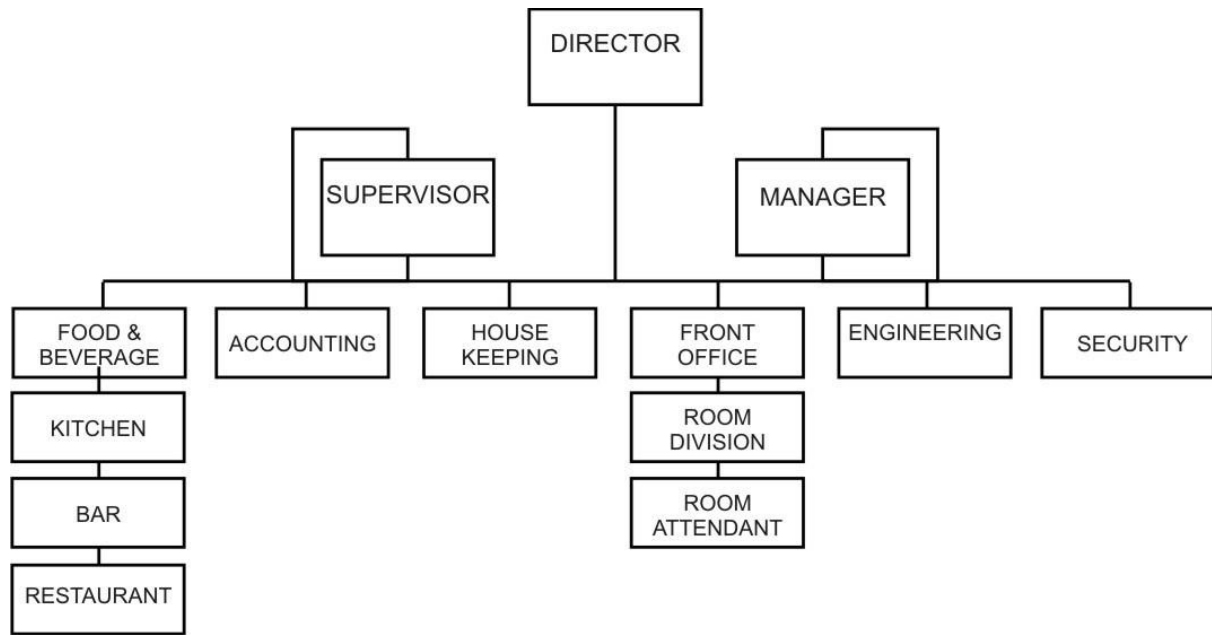 DIRECTOR
SUPERVISOR
MANAGER
FOOD &
BEVERAGE
ACCOUNTING
HOUSE
KEEPING
FRONT
OFFICE
ENGINEERING
SECURITY
KITCHEN
ROOM
DIVISION
BAR
ROOM
ATTENDANT
RESTAURANT